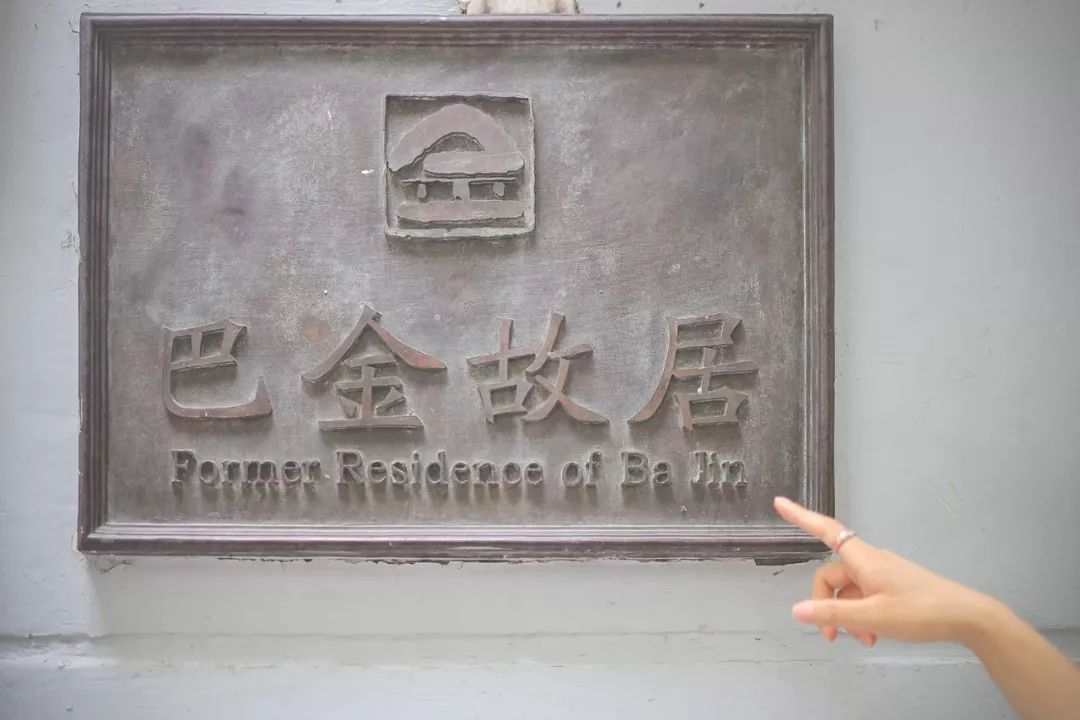 巴金故居
Former Residence of Ba Jin